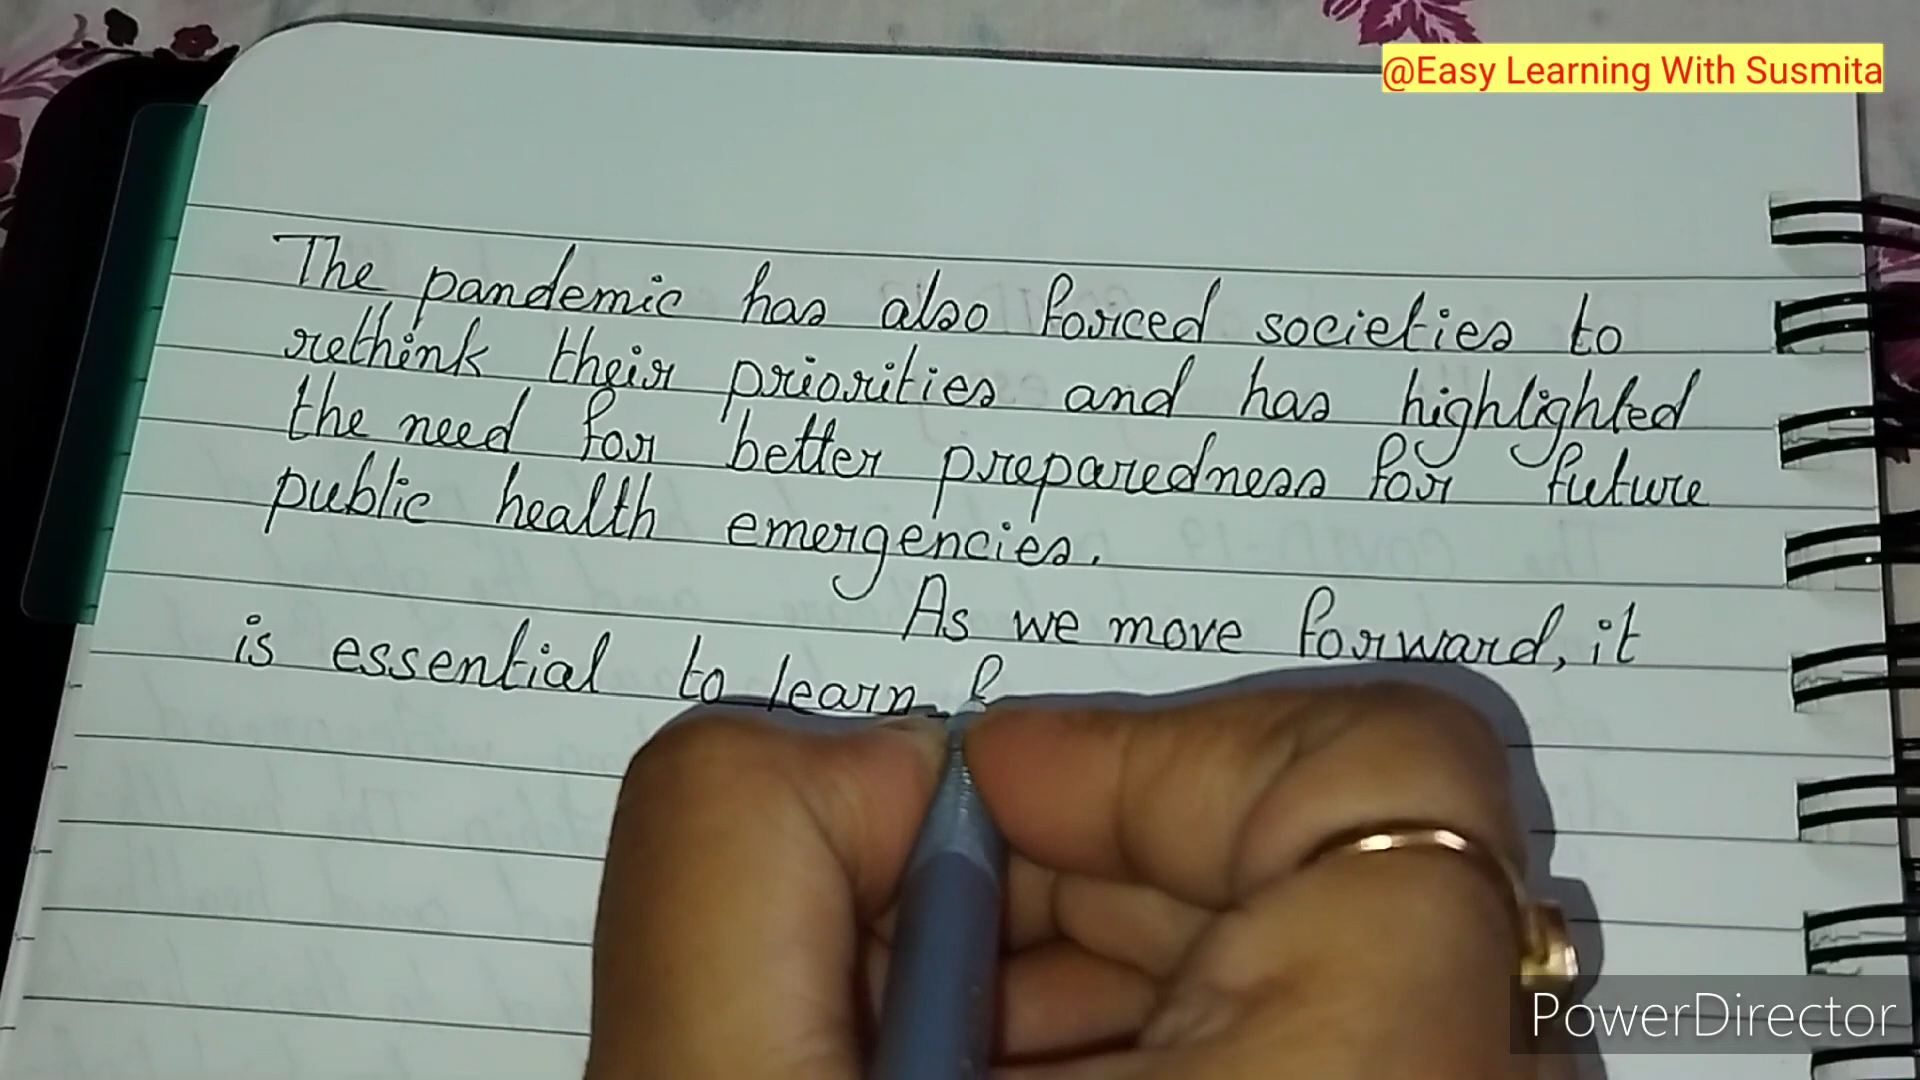 @Easy Learning With Susmita
The pandemic has also forced societies to
rethink their priorities and has highlighted
the need for better preparedness for future
public health emergencies.
As we move forward, it
is essential to learn f
PowerDirector